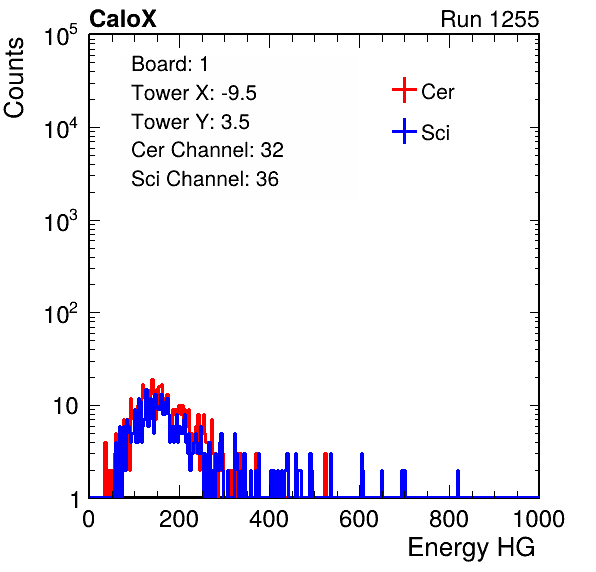 CaloX Run 1255
Counts
Board: 1
Tower X: -9.5
Tower Y: 3.5
Cer Channel: 32
Sci Channel: 36
Cer
Sci
10^5
10^4
10^3
10^2
10
1
0 200 400 600 800 1000
Energy HG